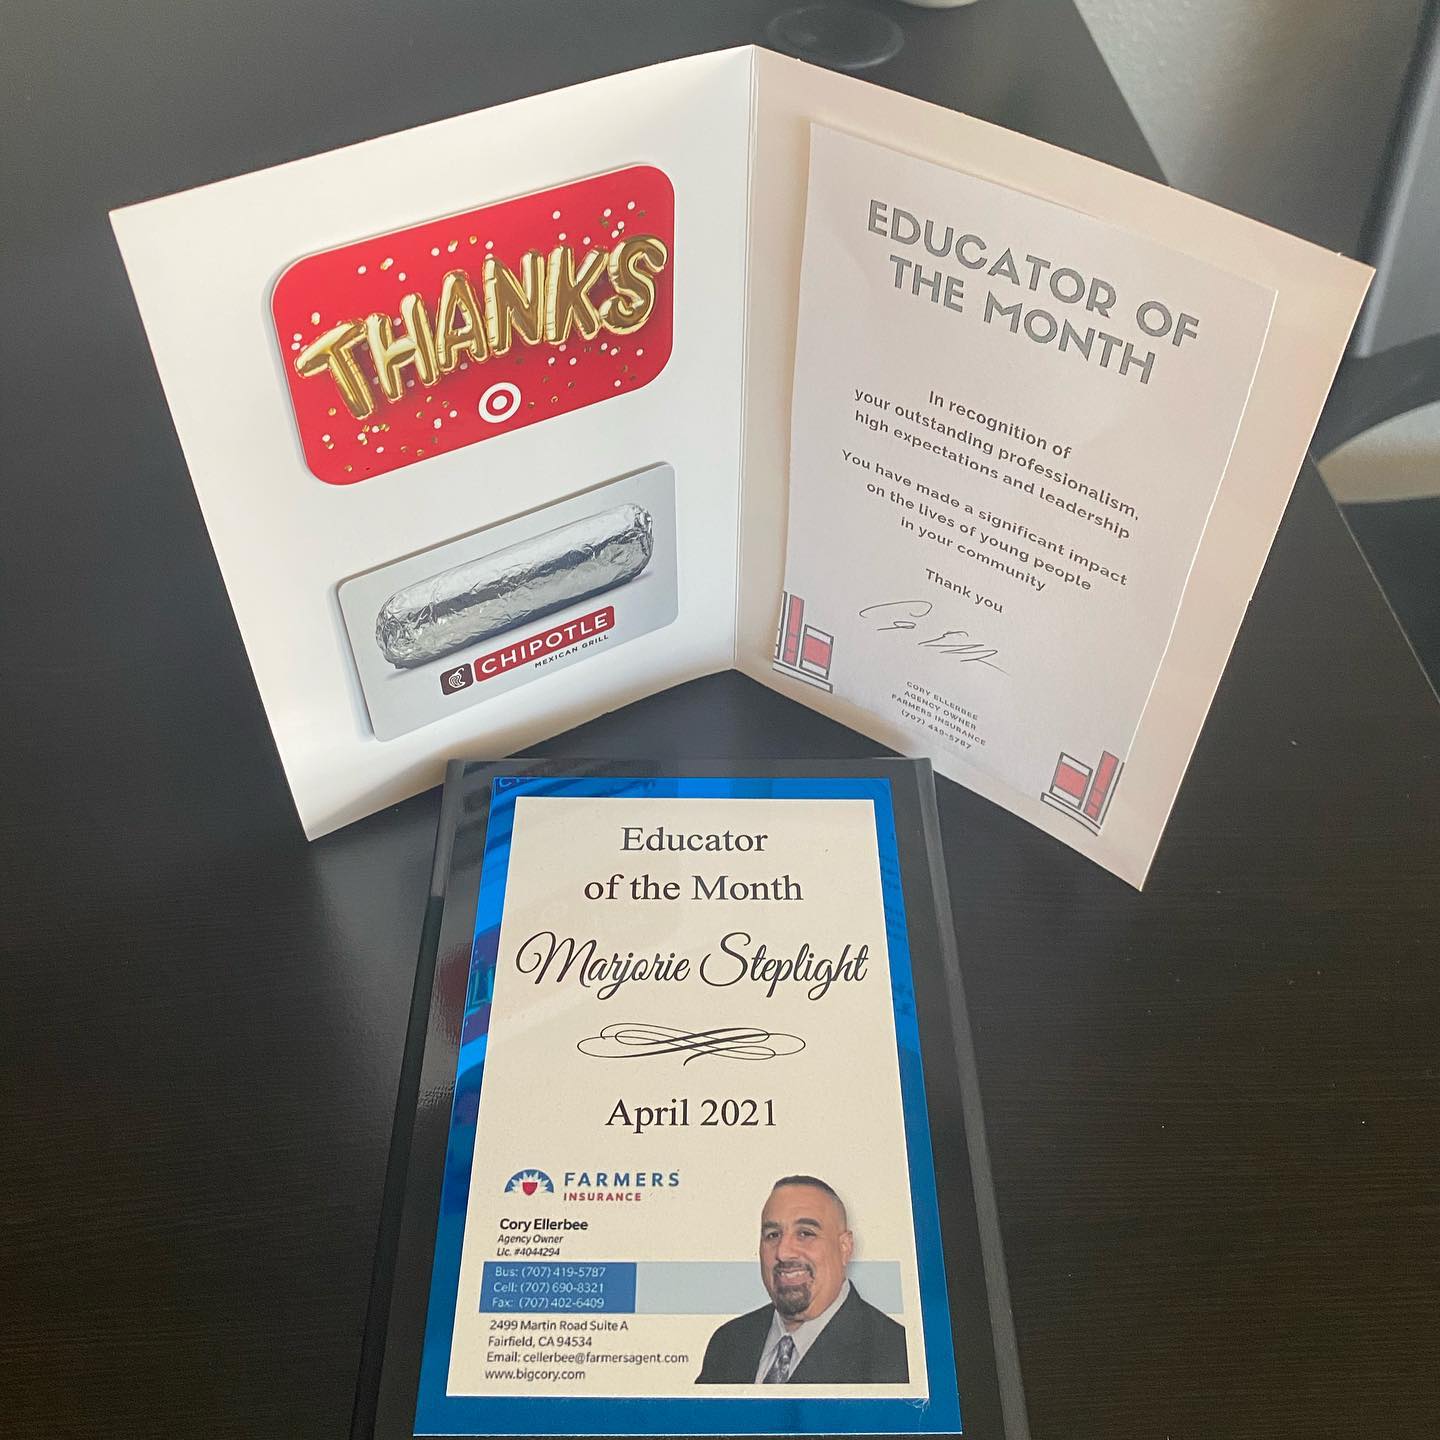 THANKS
CHIPOTLE
MEXICAN GRILL
EDUCATOR OF
THE MONTH
In recognition of
your outstanding professionalism,
high expectations and leadership
You have made a significant impact
on the lives of young people
in your community
Thank you
CORY ELLERBEE
AGENCY OWNER
FARMERS INSURANCE
(707) 419-5787
Educator
of the Month
Marjorie Steplight
April 2021
FARMERS
INSURANCE
Cory Ellerbee
Agency Owner
Lic. #4044294
Bus: (707) 419-5787
Cell: (707) 690-8321
Fax: (707) 402-6409
2499 Martin Road Suite A
Fairfield, CA 94534
Email: cellerbee@farmersagent.com
www.bigcory.com